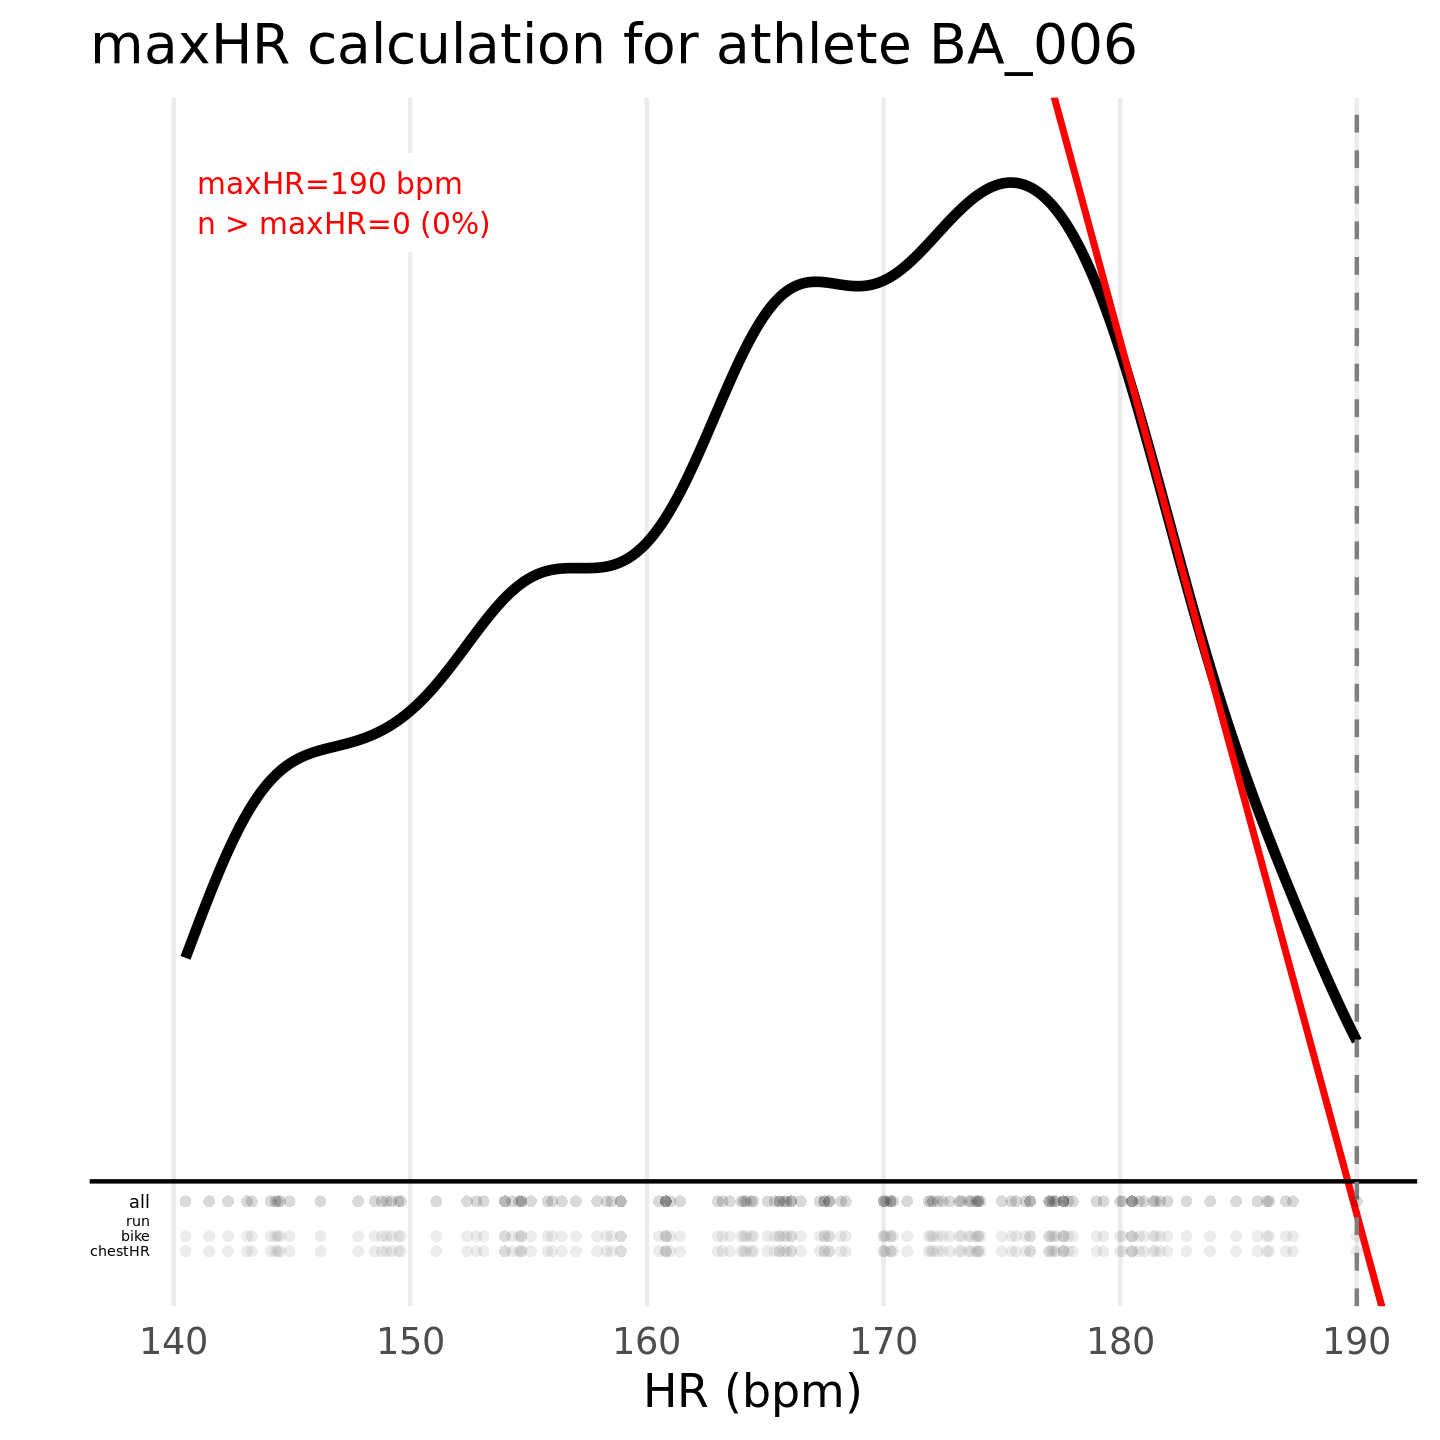 maxHR calculation for athlete BA_006
maxHR=190 bpm
n > maxHR=0 (0%)
all
run
bike
chestHR
140 150 160 170 180 190
HR (bpm)